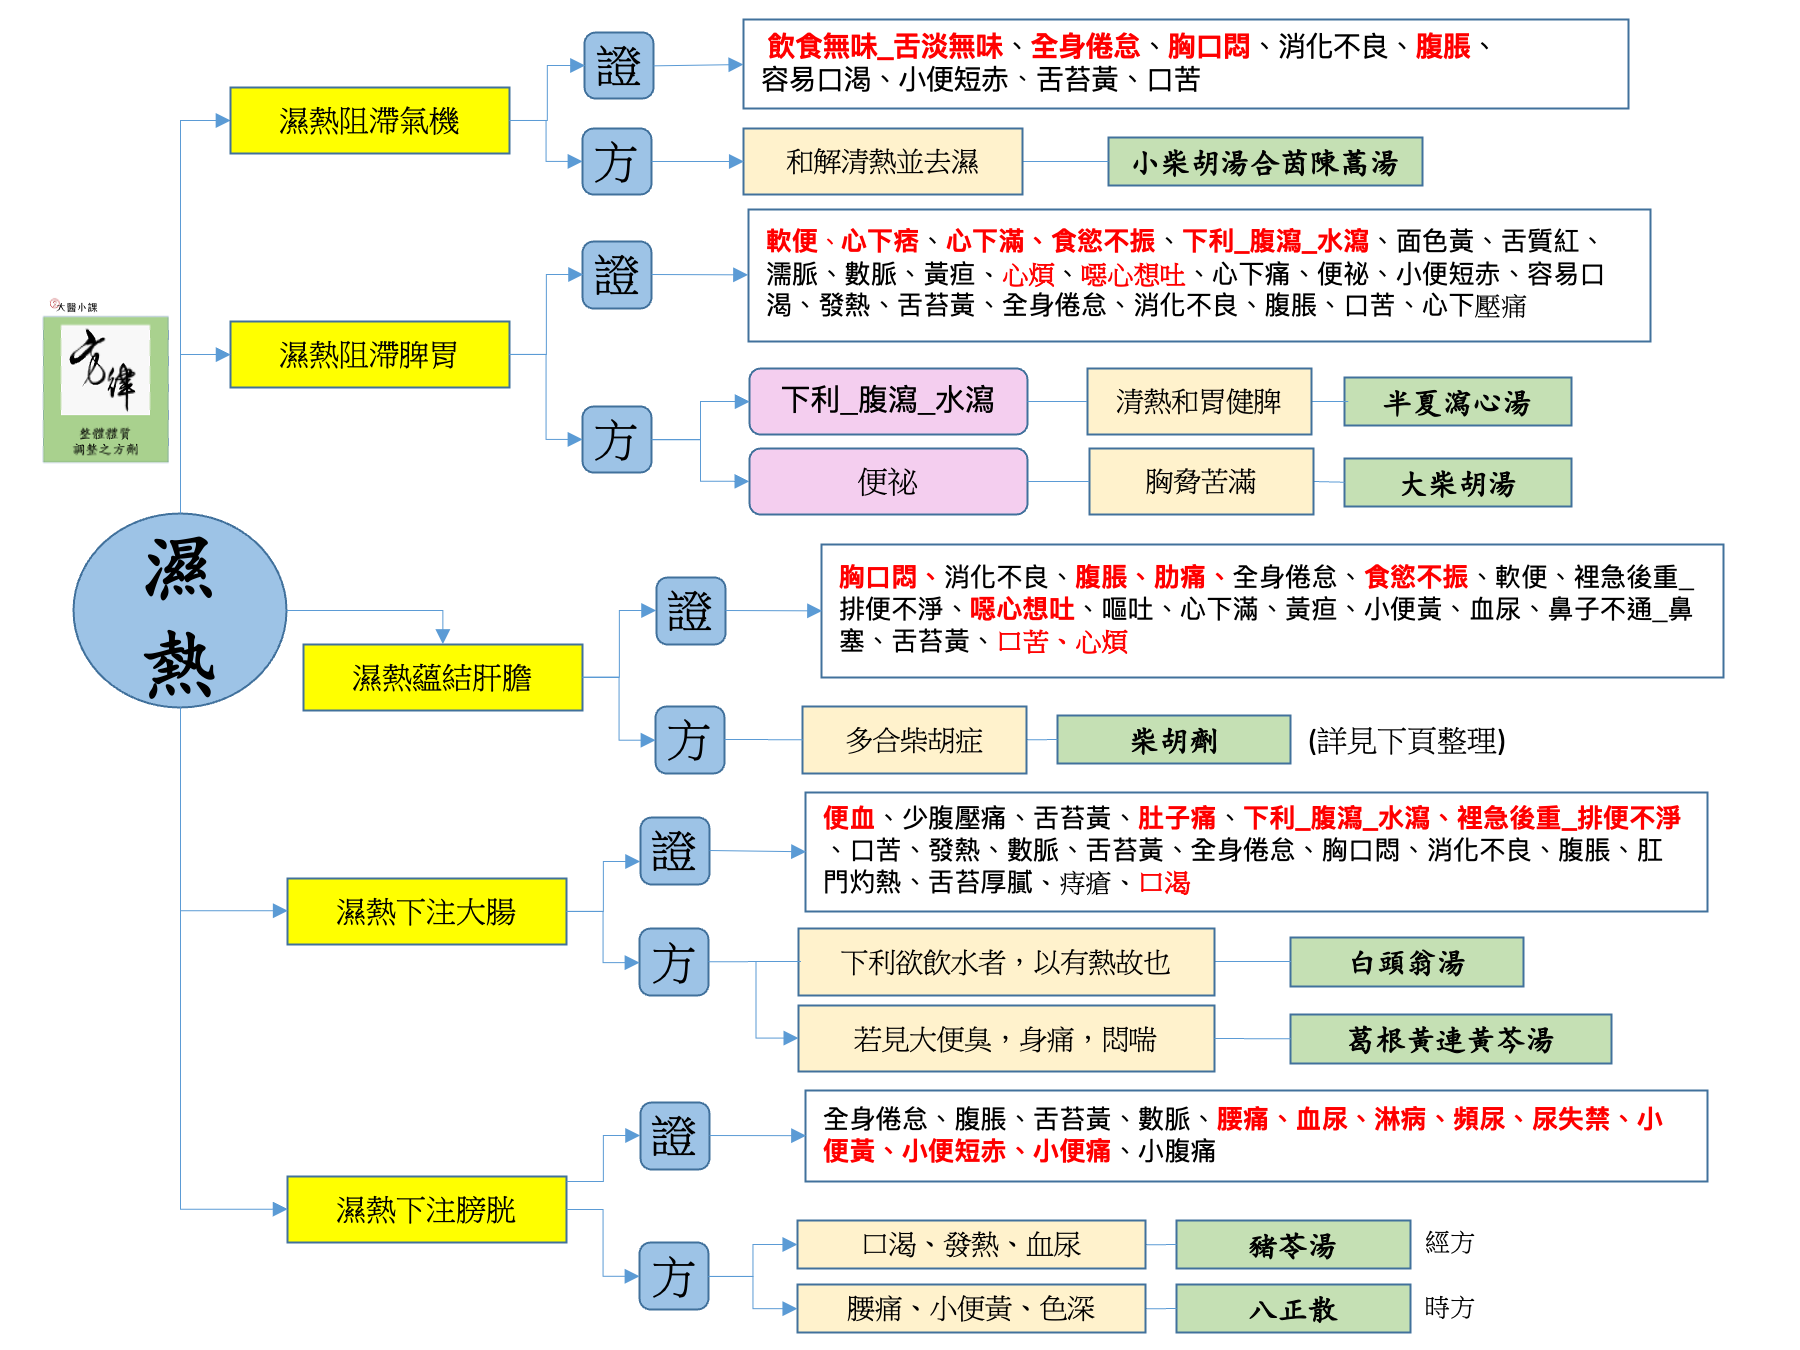 證
飲食無味_舌淡無味、全身倦怠、胸口悶、消化不良、腹脹、
容易口渴、小便短赤、舌苔黃、口苦
濕熱阻滯氣機
方
和解清熱並去濕
小柴胡湯合茵陳蒿湯
證
軟便、心下痞、心下滿、食慾不振、下利_腹瀉_水瀉、面色黃、舌質紅、
濡脈、數脈、黃疸、心煩、噁心想吐、心下痛、便祕、小便短赤、容易口
渴、發熱、舌苔黃、全身倦怠、消化不良、腹脹、口苦、心下壓痛
大醫小課
方律
整體體質
調整之方劑
濕熱阻滯脾胃
方
下利_腹瀉_水瀉
清熱和胃健脾
半夏瀉心湯
便祕
胸脅苦滿
大柴胡湯
濕
熱
證
胸口悶、消化不良、腹脹、肋痛、全身倦怠、食慾不振、軟便、裡急後重_
排便不淨、噁心想吐、嘔吐、心下滿、黃疸、小便黃、血尿、鼻子不通_鼻
塞、舌苔黃、口苦、心煩
濕熱蘊結肝膽
方
多合柴胡症
柴胡劑
(詳見下頁整理)
證
便血、少腹壓痛、舌苔黃、肚子痛、下利_腹瀉_水瀉、裡急後重_排便不淨
、口苦、發熱、數脈、舌苔黃、全身倦怠、胸口悶、消化不良、腹脹、肛
門灼熱、舌苔厚膩、痔瘡、口渴
濕熱下注大腸
方
下利欲飲水者，以有熱故也
白頭翁湯
若見大便臭，身痛，悶喘
葛根黃連黃芩湯
證
全身倦怠、腹脹、舌苔黃、數脈、腰痛、血尿、淋病、頻尿、尿失禁、小
便黃、小便短赤、小便痛、小腹痛
濕熱下注膀胱
方
口渴、發熱、血尿
豬苓湯
經方
腰痛、小便黃、色深
八正散
時方